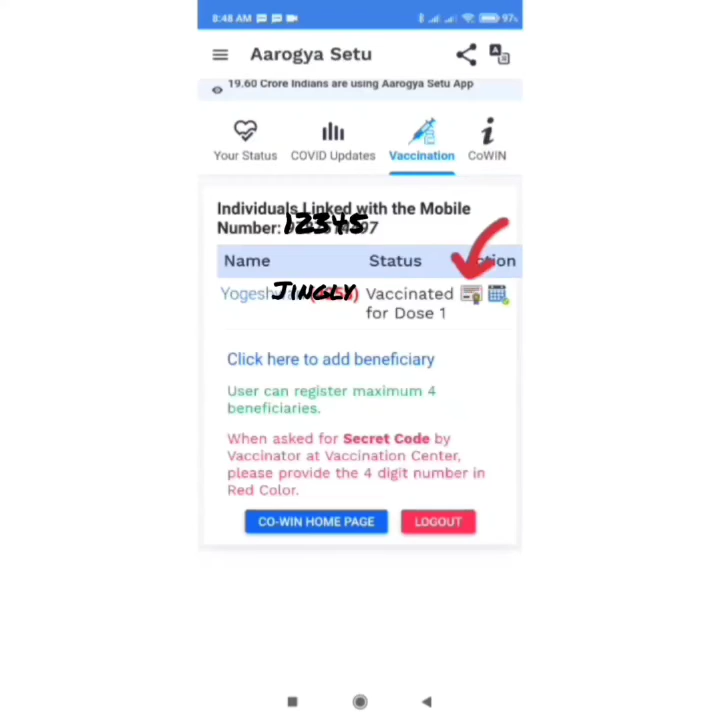 8:48 AM 97%
Aarogya Setu
19.60 Crore Indians are using Aarogya Setu App
Your Status COVID Updates Vaccination CoWIN
Individuals Linked with the Mobile
Number: 12345
Name Status
JINGLY Vaccinated
for Dose 1
Click here to add beneficiary
User can register maximum 4
beneficiaries.
When asked for Secret Code by
Vaccinator at Vaccination Center,
please provide the 4 digit number in
Red Color.
CO-WIN HOME PAGE LOGOUT